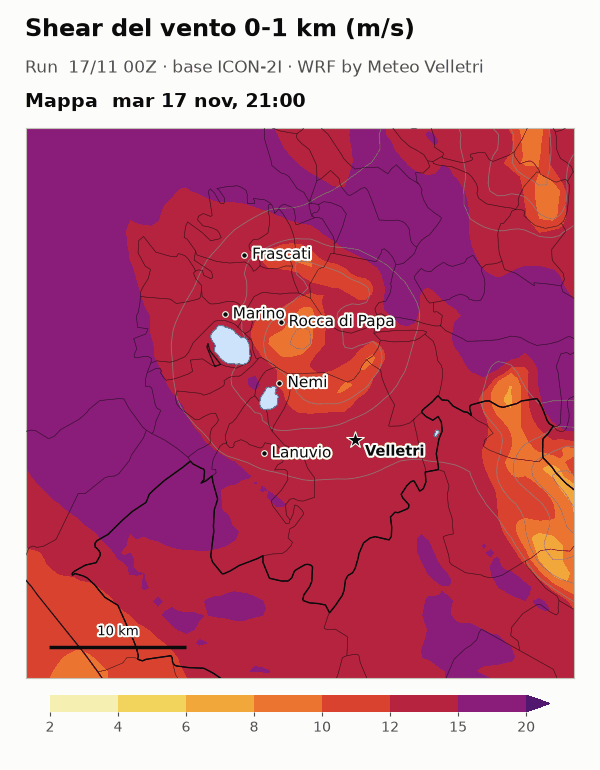 Shear del vento 0-1 km (m/s)
Run  17/11 00Z · base ICON-2I · WRF by Meteo Velletri
Mappa  mar 17 nov, 21:00
Frascati
Marino
Rocca di Papa
Nemi
Velletri
Lanuvio
10 km
2 4 6 8 10 12 15 20